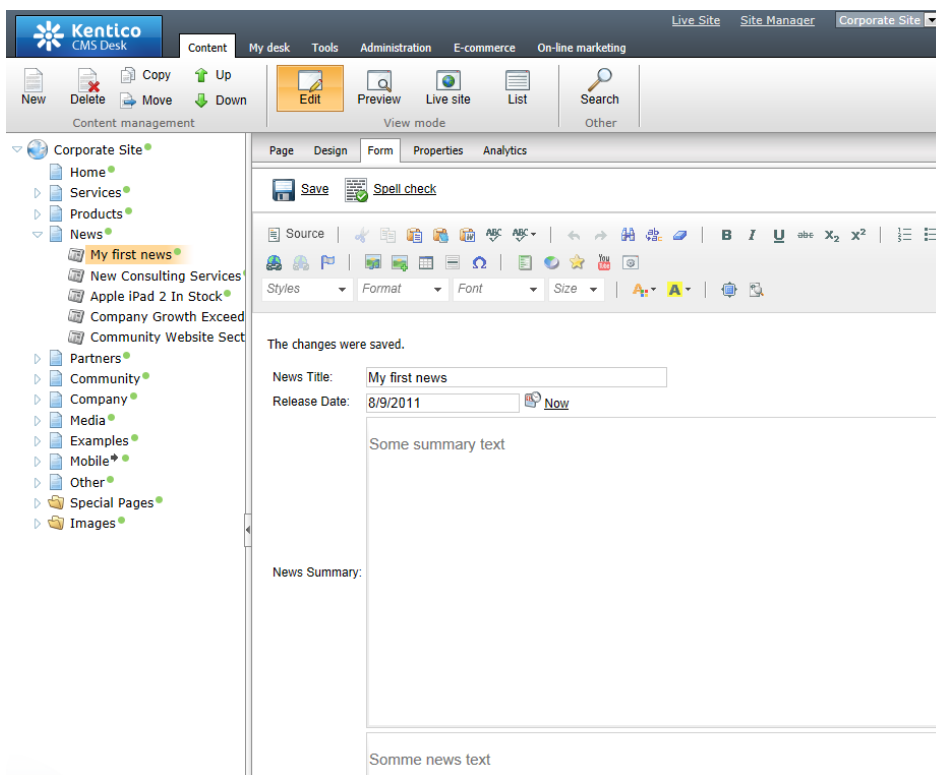 Live Site Site Manager Corporate Site
Kentico
CMS Desk
Content My desk Tools Administration E-commerce On-line marketing
New Delete Copy Move Up Down Edit Preview Live site List Search
Content management View mode Other
Corporate Site
Home
Services
Products
News
My first news
New Consulting Services
Apple iPad 2 In Stock
Company Growth Exceed
Community Website Sect
Partners
Community
Company
Media
Examples
Mobile
Other
Special Pages
Images
Page Design Form Properties Analytics
Save Spell check
Source ABC ABC B I U abc X₂ X²
You
Styles Format Font Size A A
The changes were saved.
News Title: My first news
Release Date: 8/9/2011 Now
Some summary text
News Summary:
Somme news text